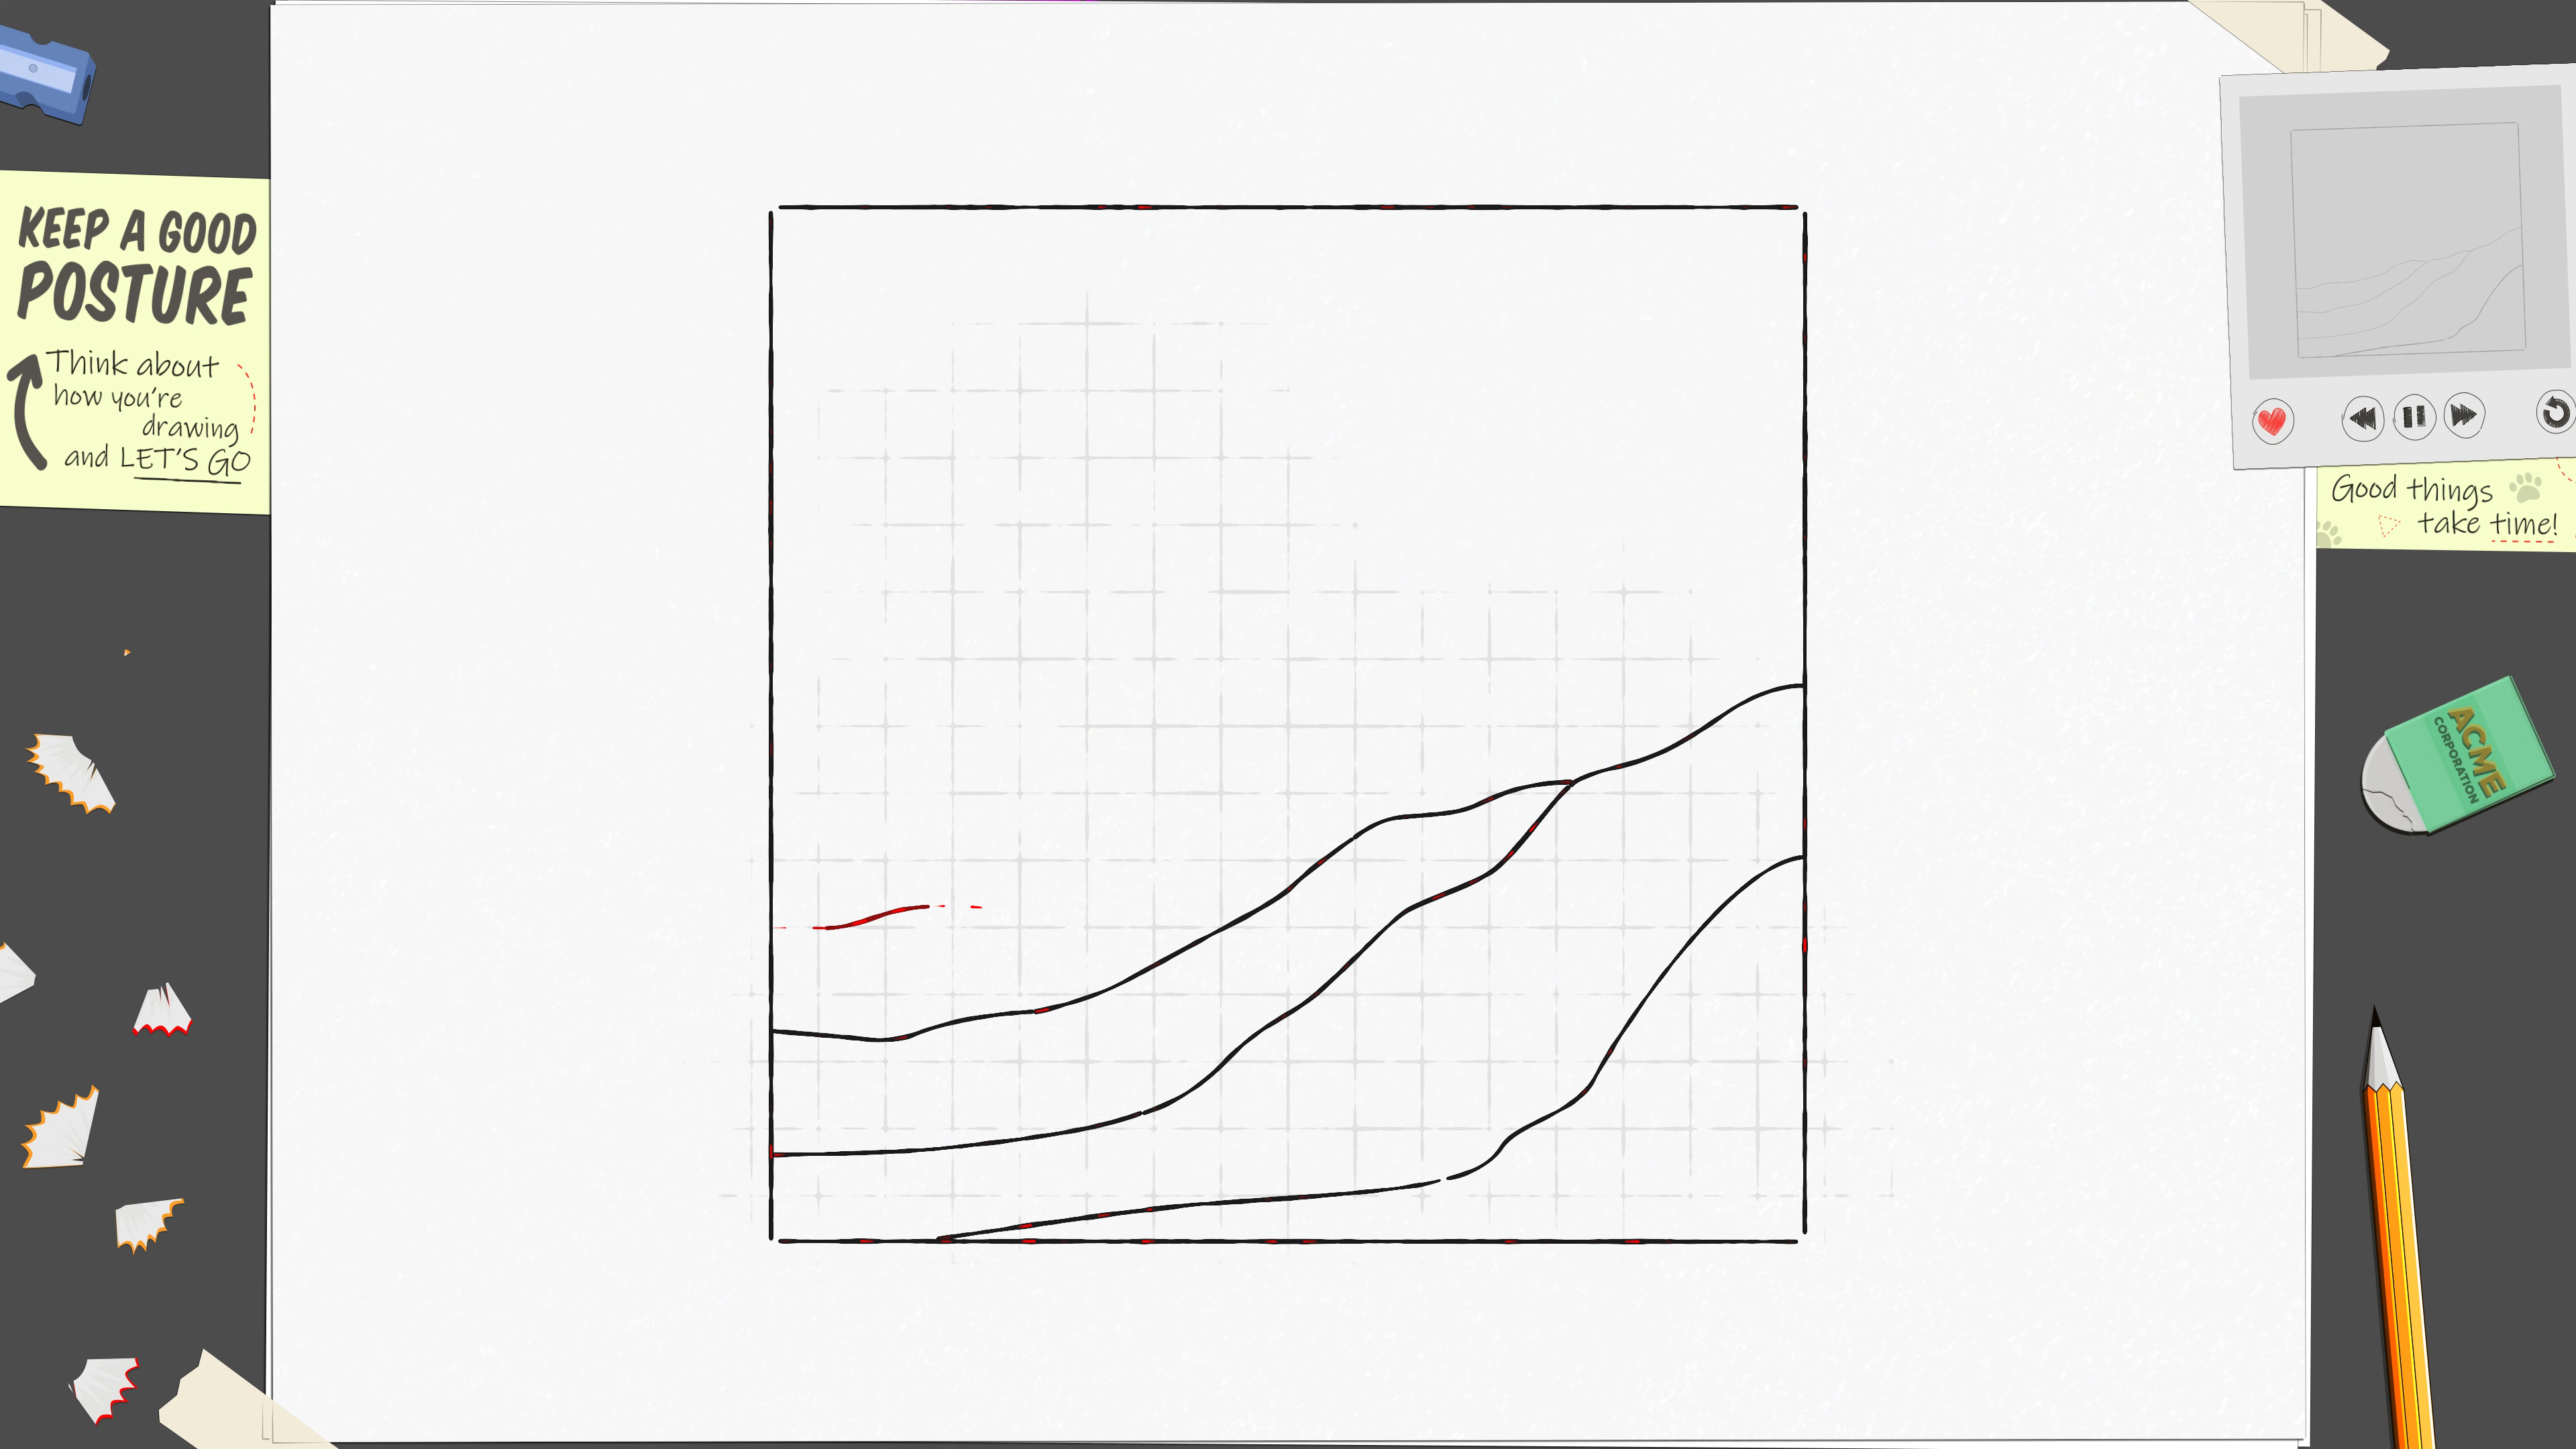 KEEP A GOOD
POSTURE
Think about
how you're
drawing
and LET'S GO
Good things
take time!
ACME
CORPORATION